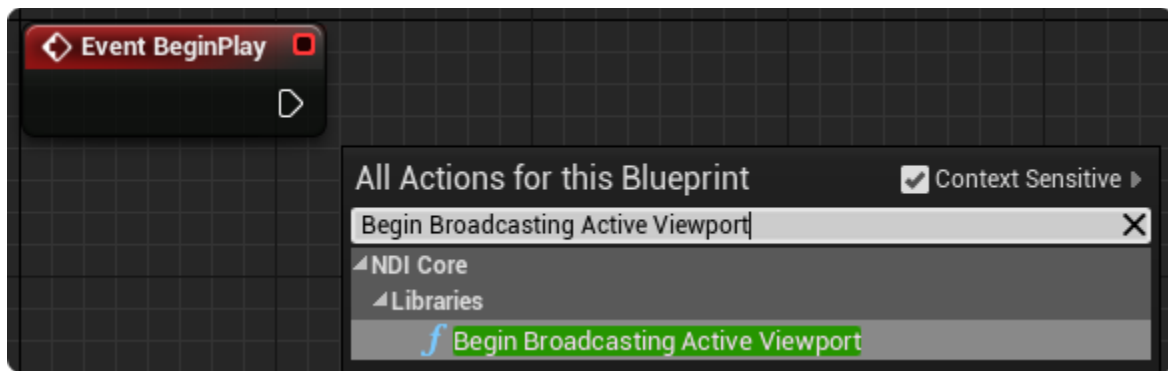 Event BeginPlay
All Actions for this Blueprint
Context Sensitive
Begin Broadcasting Active Viewport
NDI Core
Libraries
f Begin Broadcasting Active Viewport